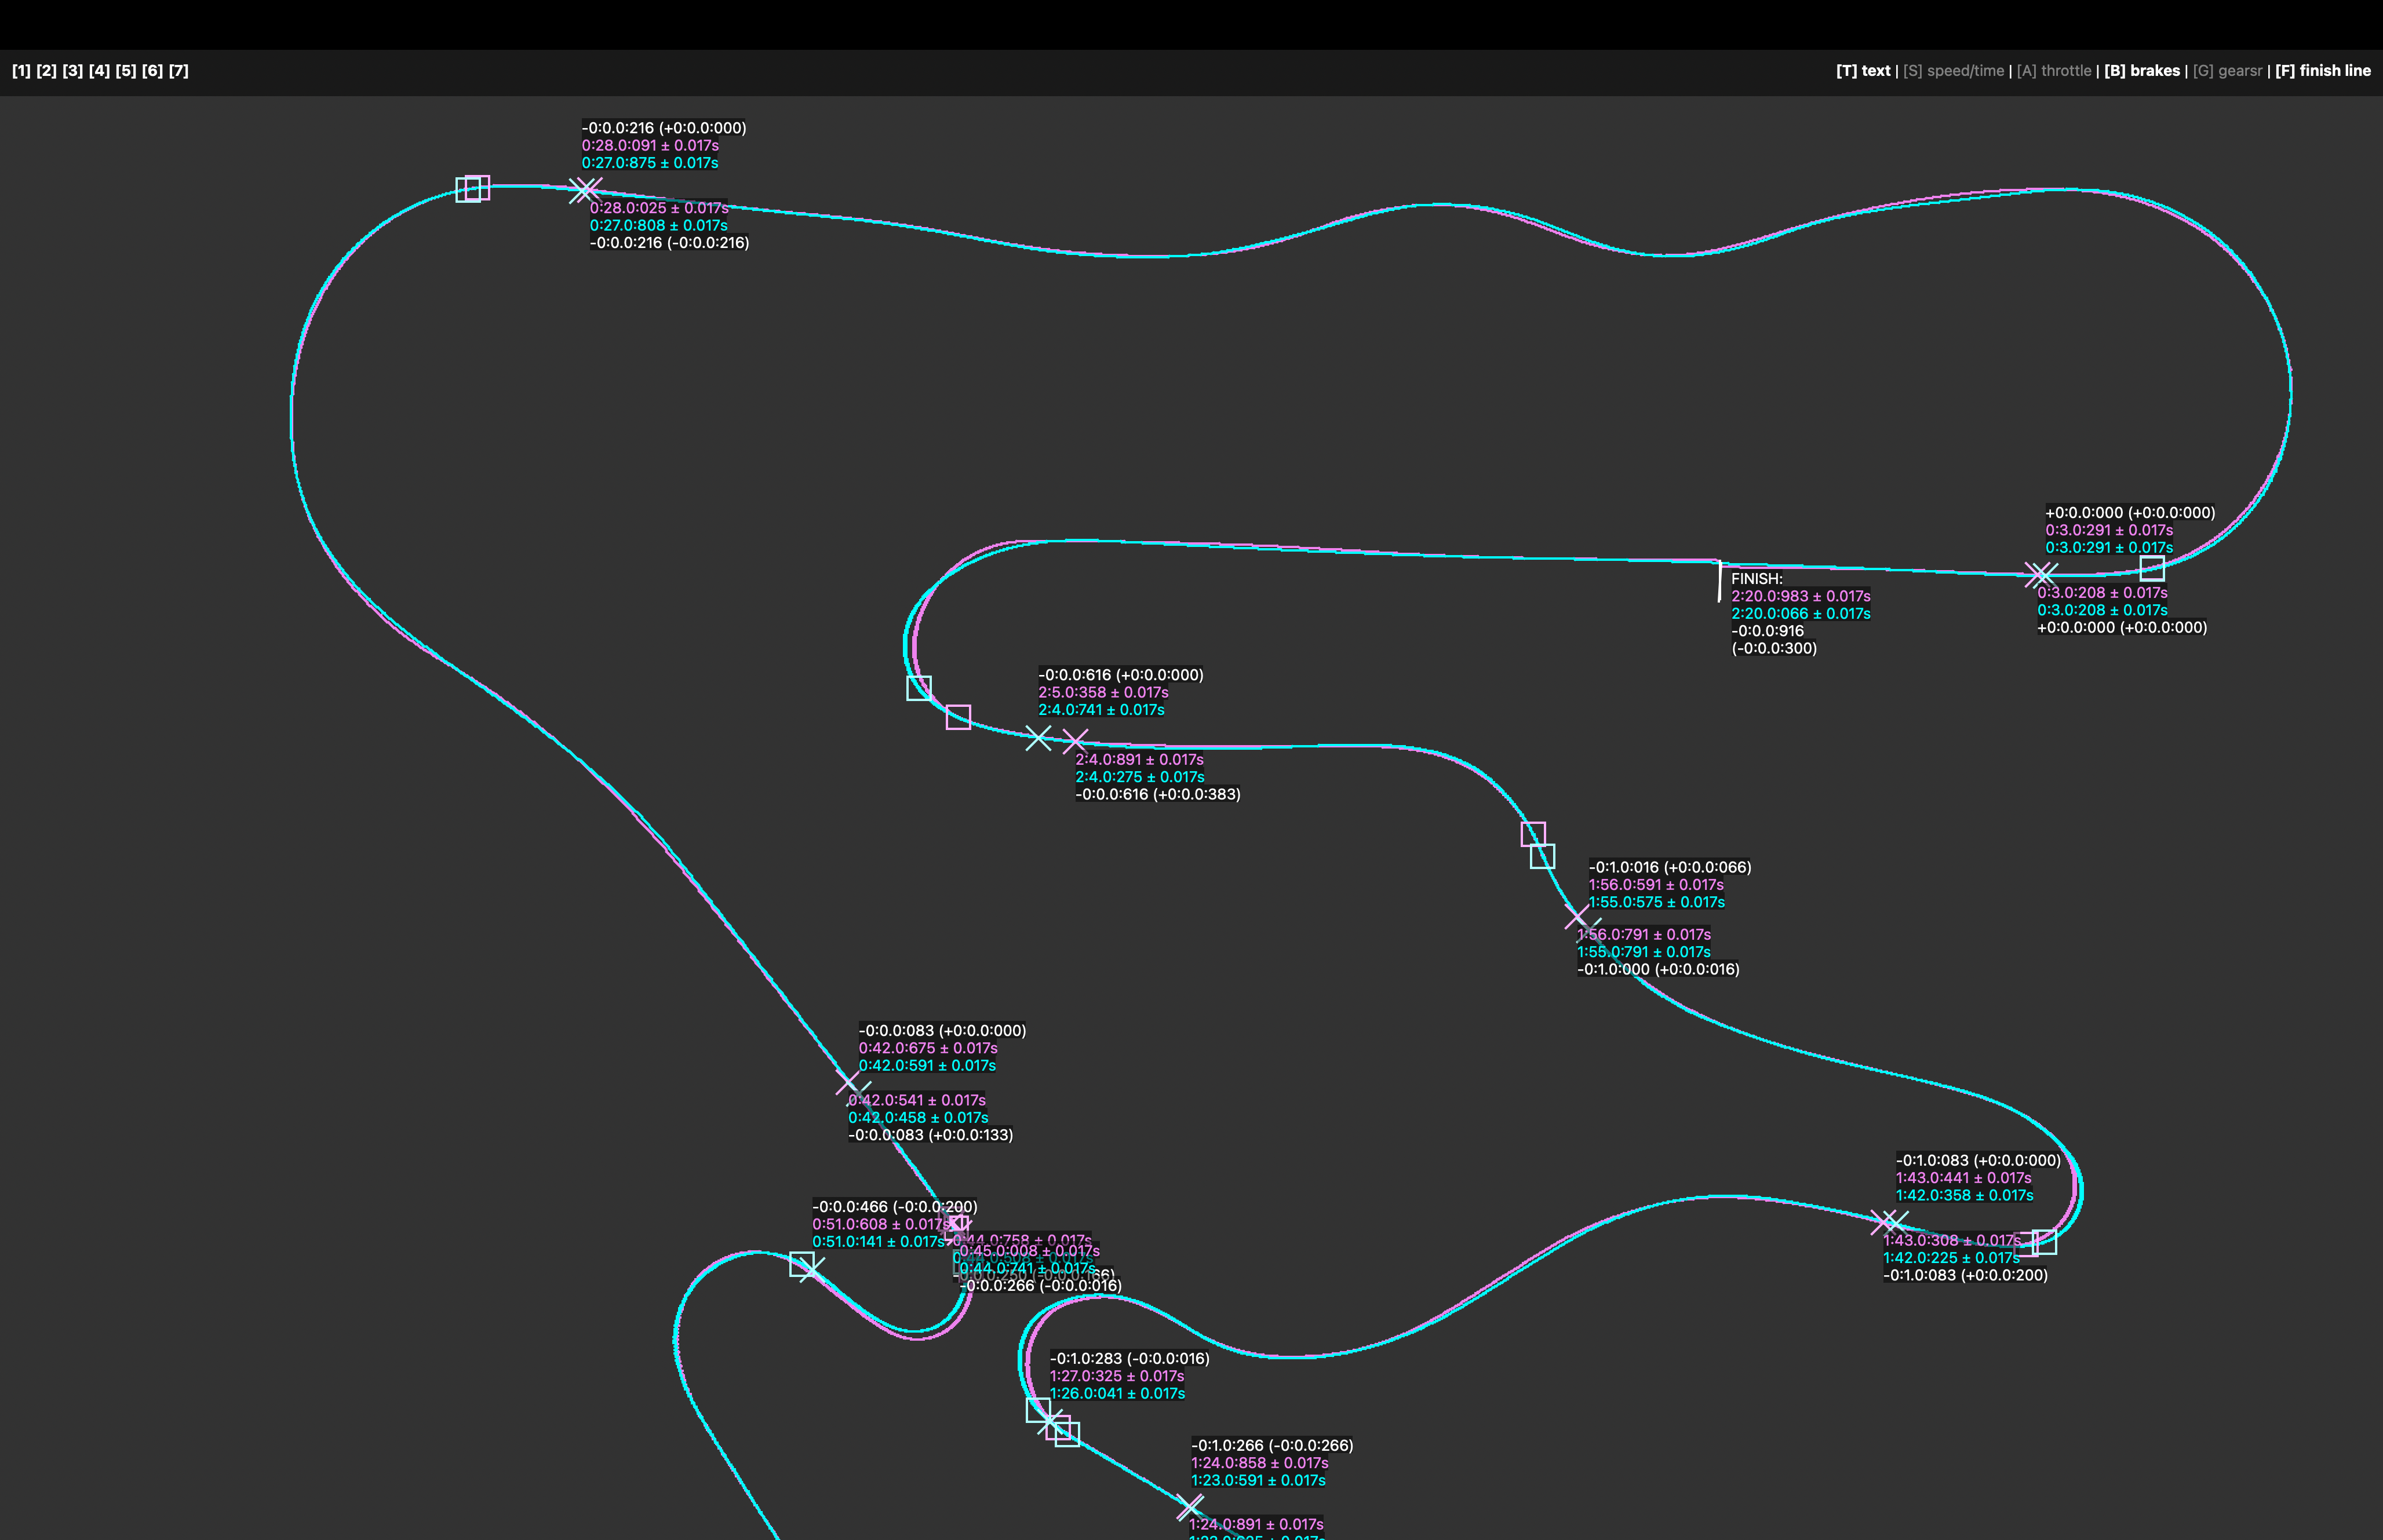 [1] [2] [3] [4] [5] [6] [7]
[T] text | [S] speed/time | [A] throttle | [B] brakes | [G] gearsr | [F] finish line
-0:0.0:216 (+0:0.0:000)
0:28.0:091 ± 0.017s
0:27.0:875 ± 0.017s
0:28.0:025 ± 0.017s
0:27.0:808 ± 0.017s
-0:0.0:216 (-0:0.0:216)
+0:0.0:000 (+0:0.0:000)
0:3.0:291 ± 0.017s
0:3.0:291 ± 0.017s
0:3.0:208 ± 0.017s
0:3.0:208 ± 0.017s
+0:0.0:000 (+0:0.0:000)
FINISH:
2:20.0:983 ± 0.017s
2:20.0:066 ± 0.017s
-0:0.0:916
(-0:0.0:300)
-0:0.0:616 (+0:0.0:000)
2:5.0:358 ± 0.017s
2:4.0:741 ± 0.017s
2:4.0:891 ± 0.017s
2:4.0:275 ± 0.017s
-0:0.0:616 (+0:0.0:383)
-0:1.0:016 (+0:0.0:066)
1:56.0:591 ± 0.017s
1:55.0:575 ± 0.017s
1:56.0:791 ± 0.017s
1:55.0:791 ± 0.017s
-0:1.0:000 (+0:0.0:016)
-0:0.0:083 (+0:0.0:000)
0:42.0:675 ± 0.017s
0:42.0:591 ± 0.017s
0:42.0:541 ± 0.017s
0:42.0:458 ± 0.017s
-0:0.0:083 (+0:0.0:133)
-0:1.0:083 (+0:0.0:000)
1:43.0:441 ± 0.017s
1:42.0:358 ± 0.017s
1:43.0:308 ± 0.017s
1:42.0:225 ± 0.017s
-0:1.0:083 (+0:0.0:200)
-0:0.0:466 (-0:0.0:200)
0:51.0:608 ± 0.017s
0:51.0:141 ± 0.017s
0:44.0:758 ± 0.017s
0:45.0:008 ± 0.017s
0:44.0:741 ± 0.017s
-0:0.0:266 (-0:0.0:016)
-0:1.0:283 (-0:0.0:016)
1:27.0:325 ± 0.017s
1:26.0:041 ± 0.017s
-0:1.0:266 (-0:0.0:266)
1:24.0:858 ± 0.017s
1:23.0:591 ± 0.017s
1:24.0:891 ± 0.017s